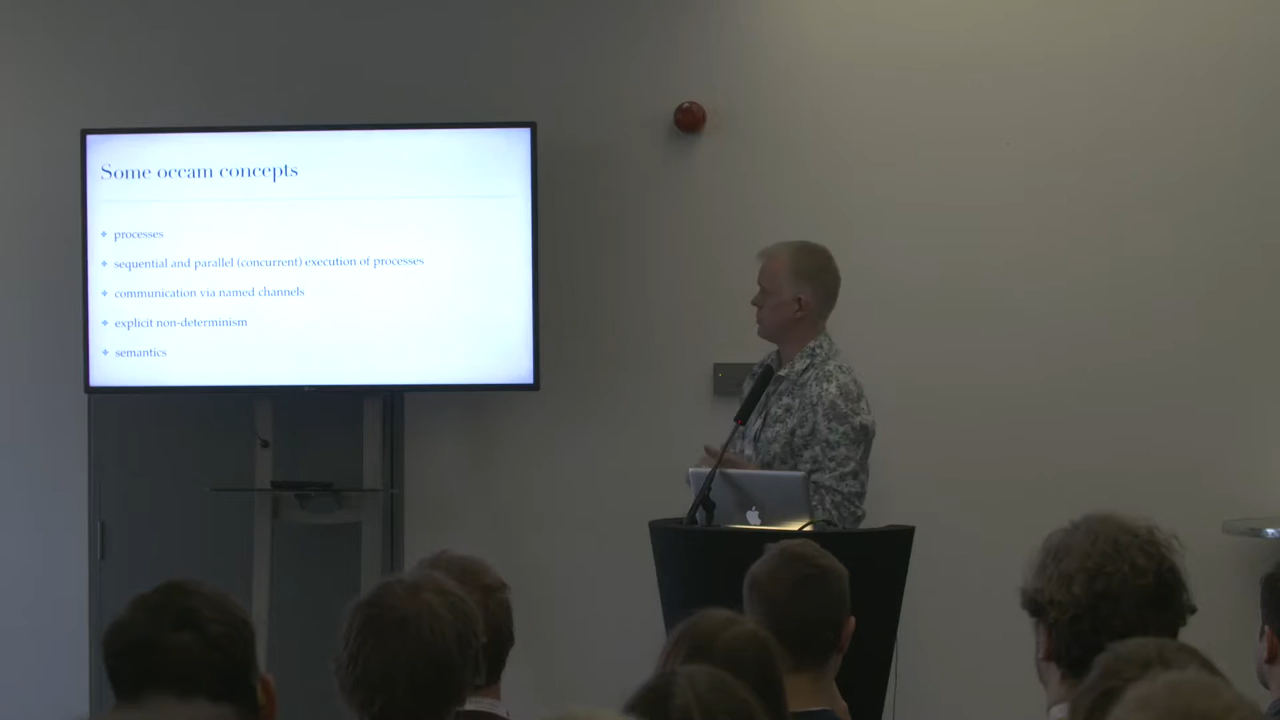 Some occam concepts
processes
sequential and parallel (concurrent) execution of processes
communication via named channels
explicit non-determinism
semantics